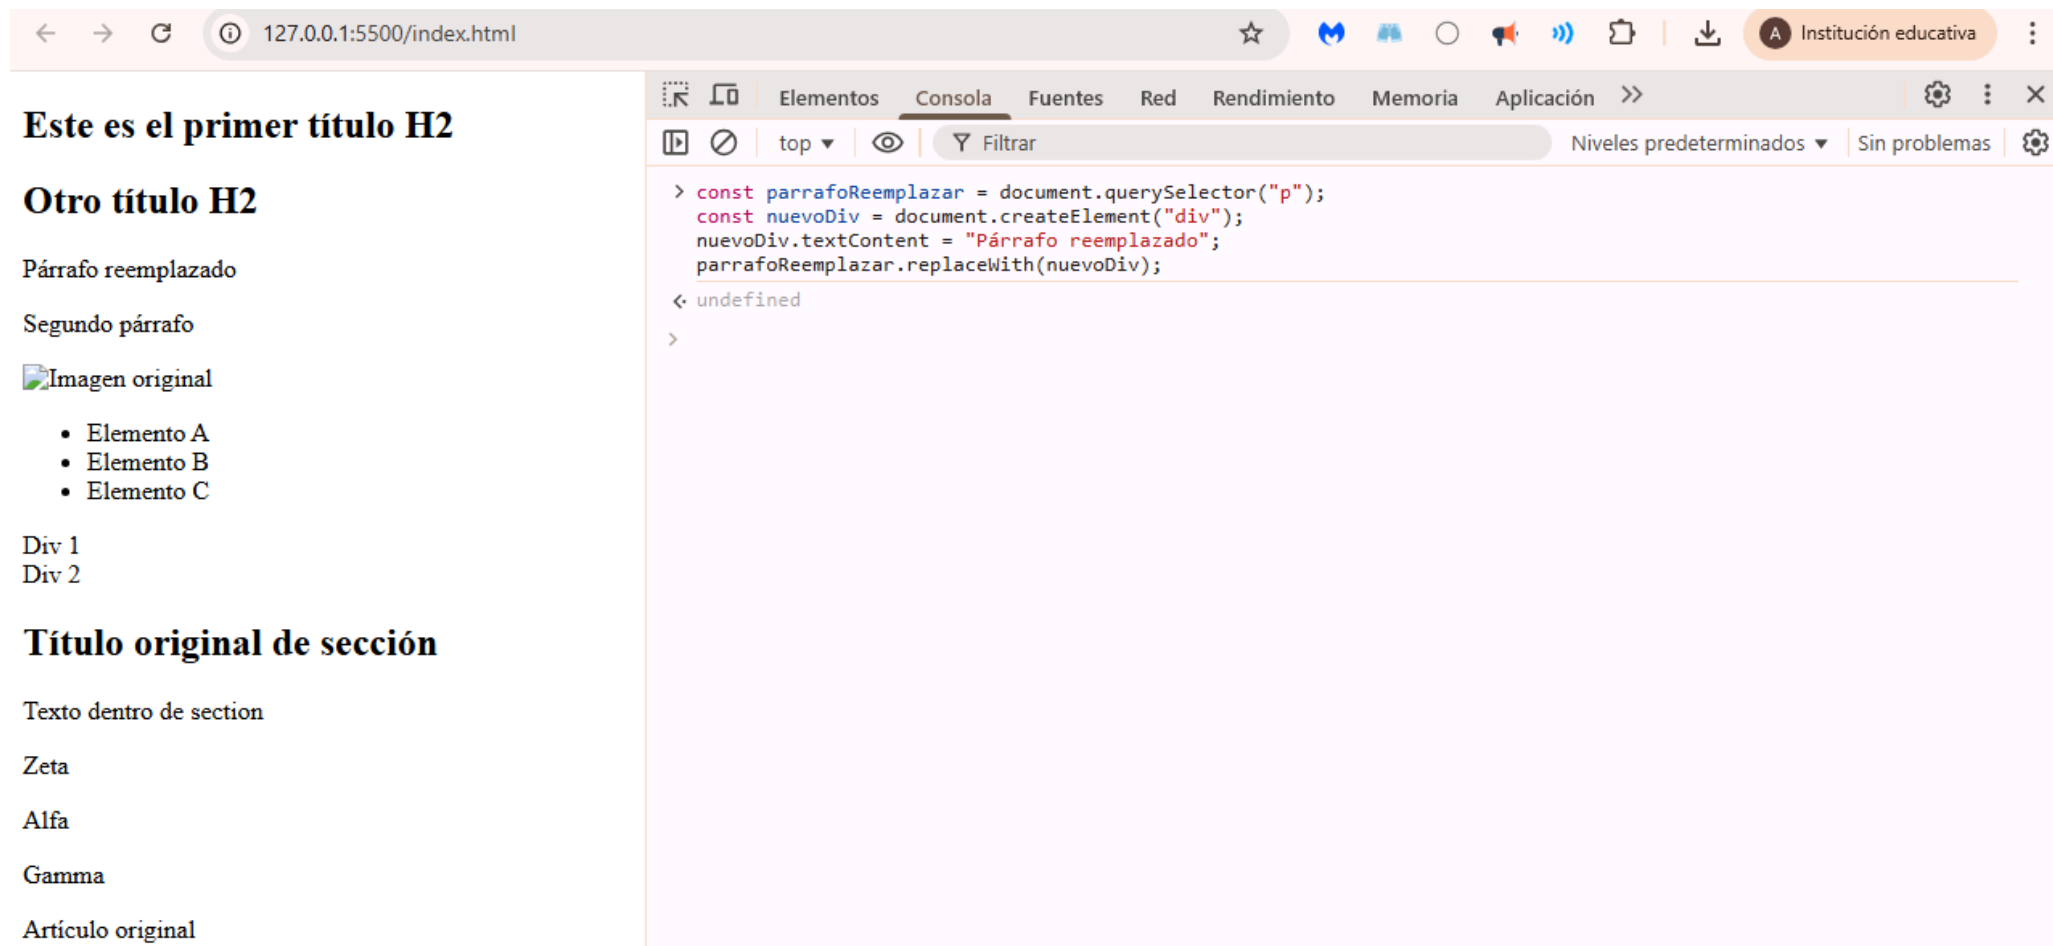 127.0.0.1:5500/index.html
A Institución educativa
Este es el primer título H2
Otro título H2
Párrafo reemplazado
Segundo párrafo
Imagen original
• Elemento A
• Elemento B
• Elemento C
Div 1
Div 2
Título original de sección
Texto dentro de section
Zeta
Alfa
Gamma
Artículo original
Elementos Consola Fuentes Red Rendimiento Memoria Aplicación
top Filtrar Niveles predeterminados Sin problemas
> const parrafoReemplazar = document.querySelector("p");
const nuevoDiv = document.createElement("div");
nuevoDiv.textContent = "Párrafo reemplazado";
parrafoReemplazar.replaceWith(nuevoDiv);
undefined
>